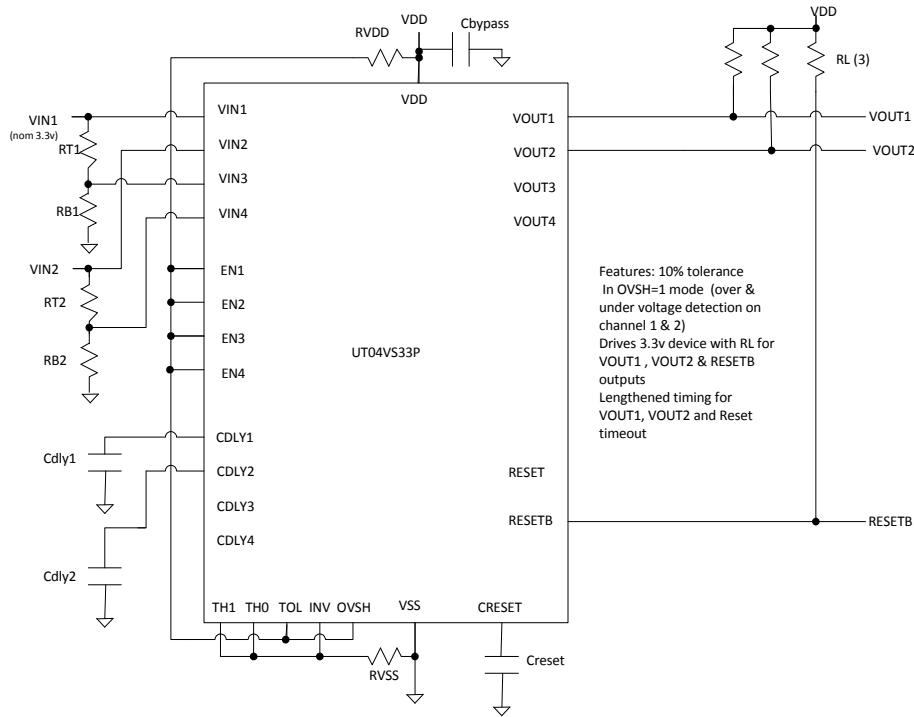 VDD
RVDD
Cbypass
VDD
RL (3)
VDD
VIN1
(nom 3.3v)
RT1
RB1
VIN2
RT2
RB2
VIN1
VIN2
VIN3
VIN4
EN1
EN2
EN3
EN4
CDLY1
CDLY2
CDLY3
CDLY4
Cdly1
Cdly2
UT04VS33P
VOUT1
VOUT2
VOUT3
VOUT4
VOUT1
VOUT2
Features: 10% tolerance
In OVSH=1 mode (over &
under voltage detection on
channel 1 & 2)
Drives 3.3v device with RL for
VOUT1 , VOUT2 & RESETB
outputs
Lengthened timing for
VOUT1, VOUT2 and Reset
timeout
RESET
RESETB
RESETB
TH1 TH0 TOL INV OVSH VSS CRESET
RVSS
Creset